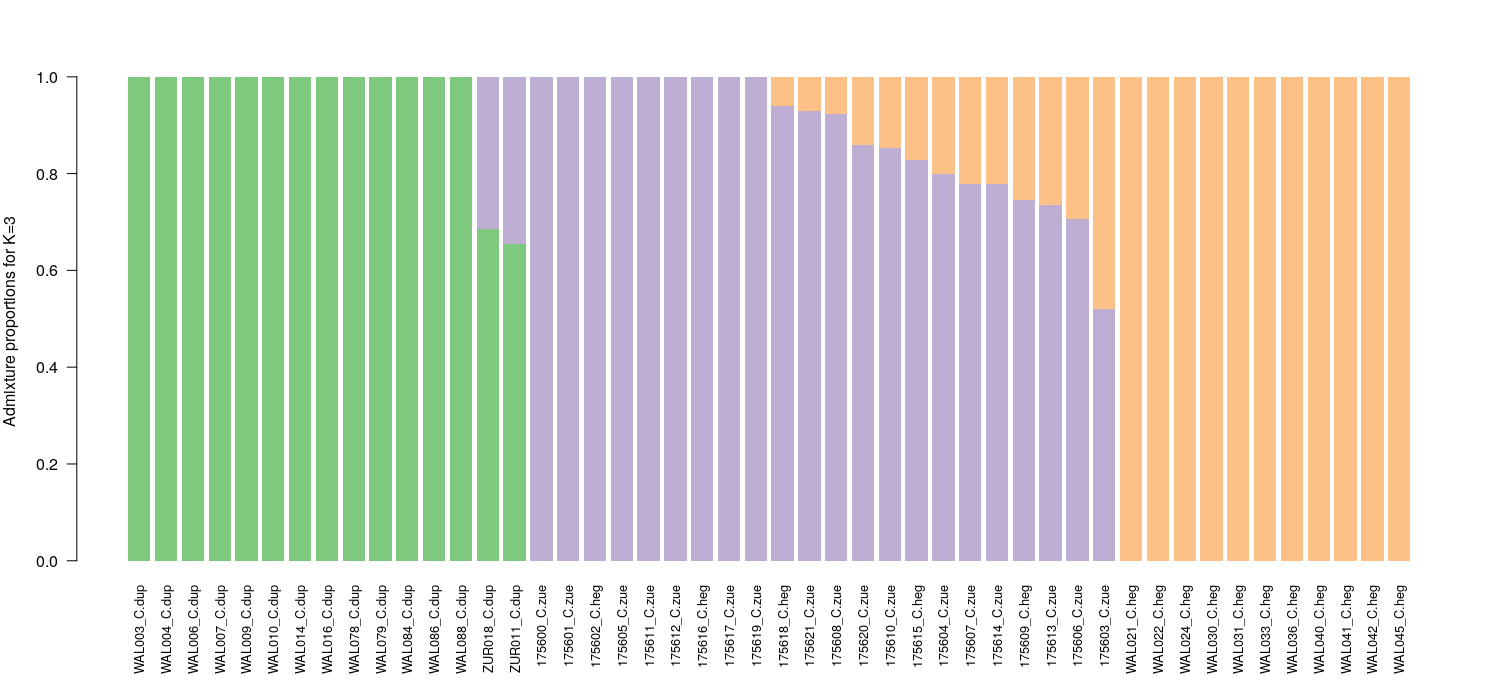 Admixture proportions for K=3
1.0
0.8
0.6
0.4
0.2
0.0
WAL003_C.dup
WAL004_C.dup
WAL006_C.dup
WAL007_C.dup
WAL009_C.dup
WAL010_C.dup
WAL014_C.dup
WAL016_C.dup
WAL078_C.dup
WAL079_C.dup
WAL084_C.dup
WAL086_C.dup
WAL088_C.dup
ZUR018_C.dup
ZUR011_C.dup
175600_C.zue
175601_C.zue
175602_C.heg
175605_C.zue
175611_C.zue
175612_C.zue
175616_C.heg
175617_C.zue
175619_C.zue
175618_C.heg
175621_C.zue
175608_C.zue
175620_C.zue
175610_C.zue
175615_C.heg
175604_C.zue
175607_C.zue
175614_C.zue
175609_C.heg
175613_C.zue
175606_C.zue
175603_C.zue
WAL021_C.heg
WAL022_C.heg
WAL024_C.heg
WAL030_C.heg
WAL031_C.heg
WAL033_C.heg
WAL036_C.heg
WAL040_C.heg
WAL041_C.heg
WAL042_C.heg
WAL045_C.heg